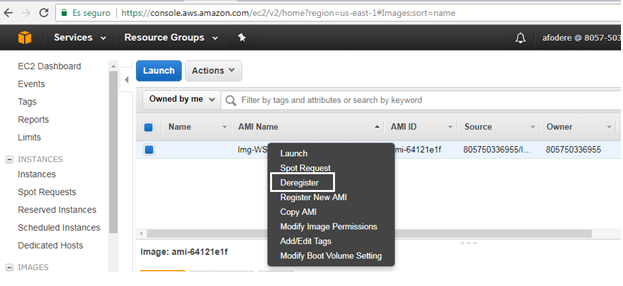 Es seguro https://console.aws.amazon.com/ec2/v2/home?region=us-east-1#Images:sort=name
Services Resource Groups afodere @ 8057-503
EC2 Dashboard
Events
Tags
Reports
Limits
INSTANCES
Instances
Spot Requests
Reserved Instances
Scheduled Instances
Dedicated Hosts
IMAGES
Launch Actions
Owned by me Filter by tags and attributes or search by keyword
Name AMI Name AMI ID Source Owner
Img-WS ami-64121e1f 805750336955/I... 805750336955
Launch
Spot Request
Deregister
Register New AMI
Copy AMI
Modify Image Permissions
Add/Edit Tags
Modify Boot Volume Setting
Image: ami-64121e1f